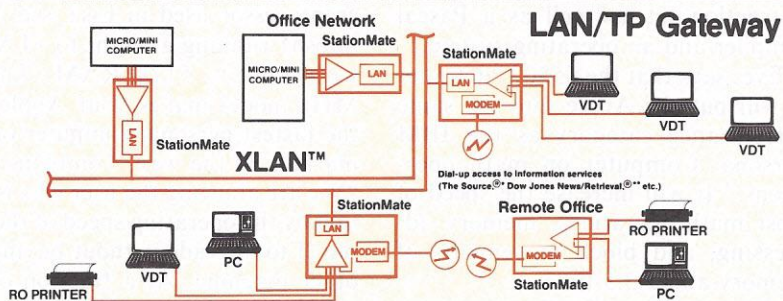 Office Network
LAN/TP Gateway
MICRO/MINI
COMPUTER
StationMate
LAN
StationMate
MICRO/MINI
COMPUTER
LAN
StationMate
LAN
MODEM
VDT
VDT
VDT
XLAN™
Dial-up access to information services
(The Source,®* Dow Jones News/Retrieval,®** etc.)
StationMate
LAN
MODEM
Remote Office
MODEM
StationMate
RO PRINTER
PC
PC
VDT
RO PRINTER